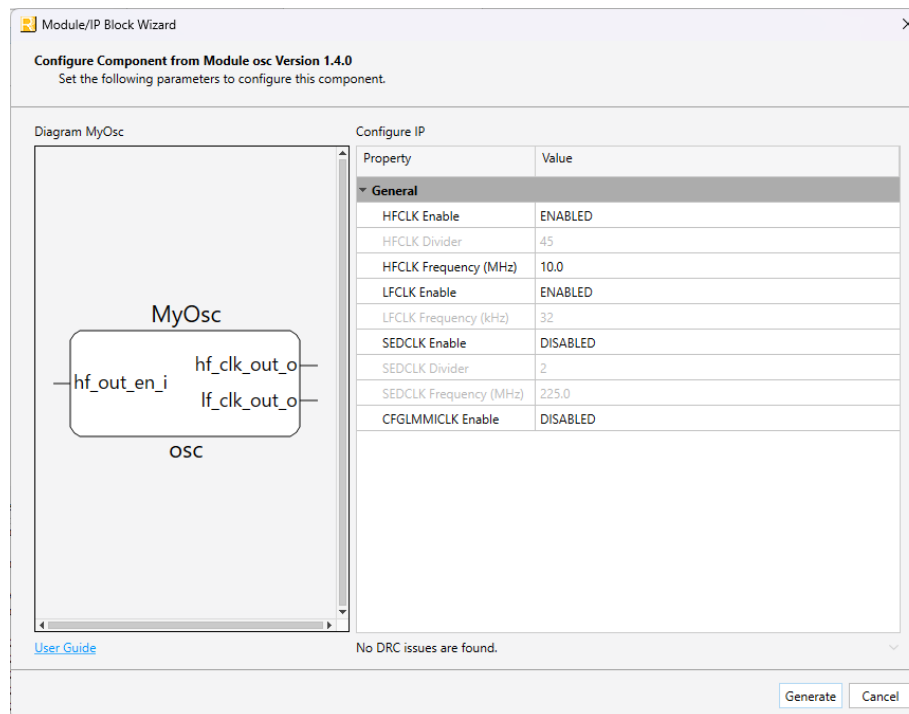 Module/IP Block Wizard
Configure Component from Module osc Version 1.4.0
Set the following parameters to configure this component.
Diagram MyOsc
Configure IP
Property Value
General
HFCLK Enable ENABLED
HFCLK Divider 45
HFCLK Frequency (MHz) 10.0
LFCLK Enable ENABLED
LFCLK Frequency (kHz) 32
SEDCLK Enable DISABLED
SEDCLK Divider 2
SEDCLK Frequency (MHz) 225.0
CFGLMMICLK Enable DISABLED
MyOsc
hf_clk_out_o
hf_out_en_i
lf_clk_out_o
osc
User Guide
No DRC issues are found.
Generate Cancel